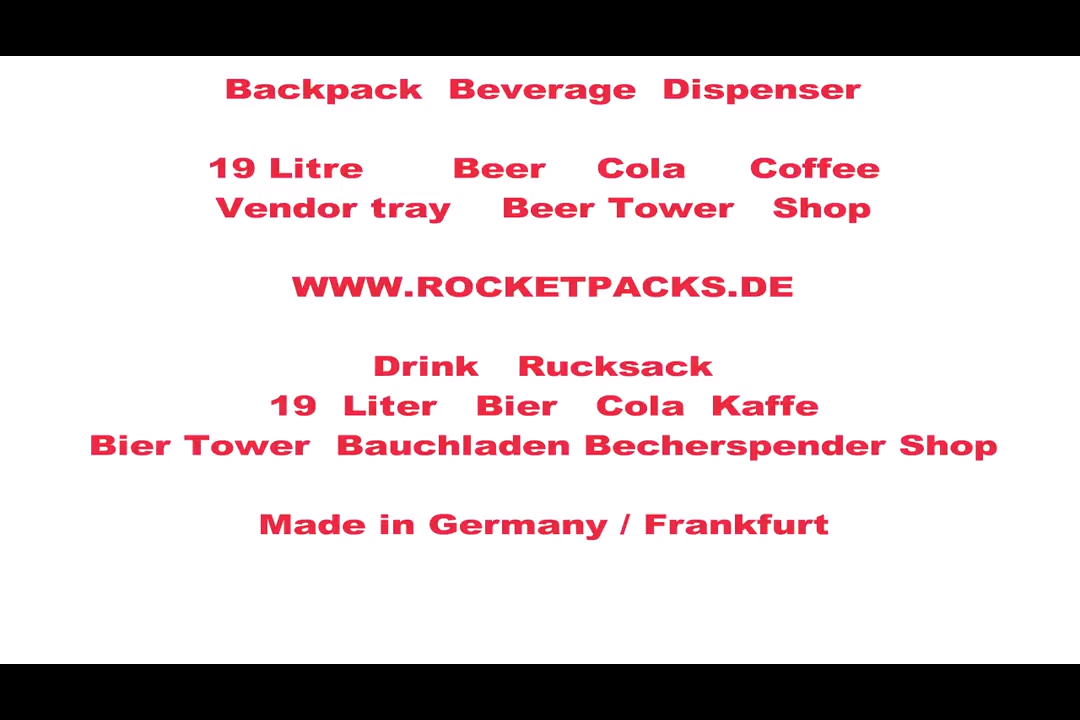 Backpack Beverage Dispenser
19 Litre Beer Cola Coffee
Vendor tray Beer Tower Shop
WWW.ROCKETPACKS.DE
Drink Rucksack
19 Liter Bier Cola Kaffe
Bier Tower Bauchladen Becherspender Shop
Made in Germany / Frankfurt